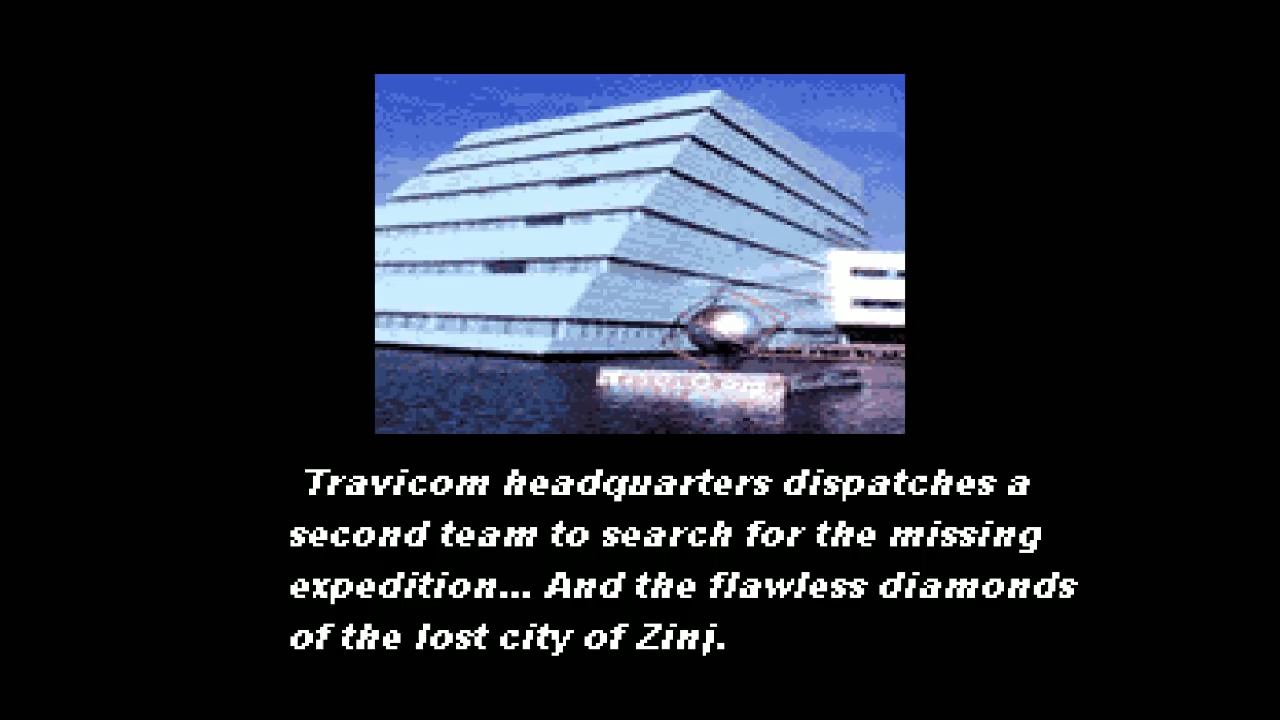 Travicom headquarters dispatches a
second team to search for the missing
expedition... And the flawless diamonds
of the lost city of Zinj.